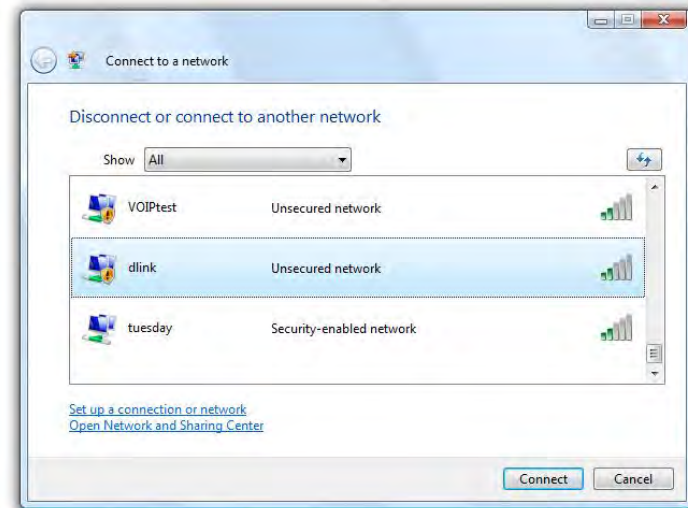 Connect to a network
Disconnect or connect to another network
Show All
VOIPtest Unsecured network
dlink Unsecured network
tuesday Security-enabled network
Set up a connection or network
Open Network and Sharing Center
Connect Cancel